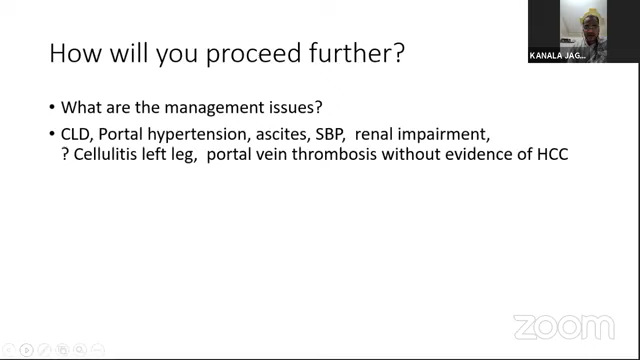 KANALA JAG...
How will you proceed further?
• What are the management issues?
• CLD, Portal hypertension, ascites, SBP, renal impairment,
? Cellulitis left leg, portal vein thrombosis without evidence of HCC
zoom